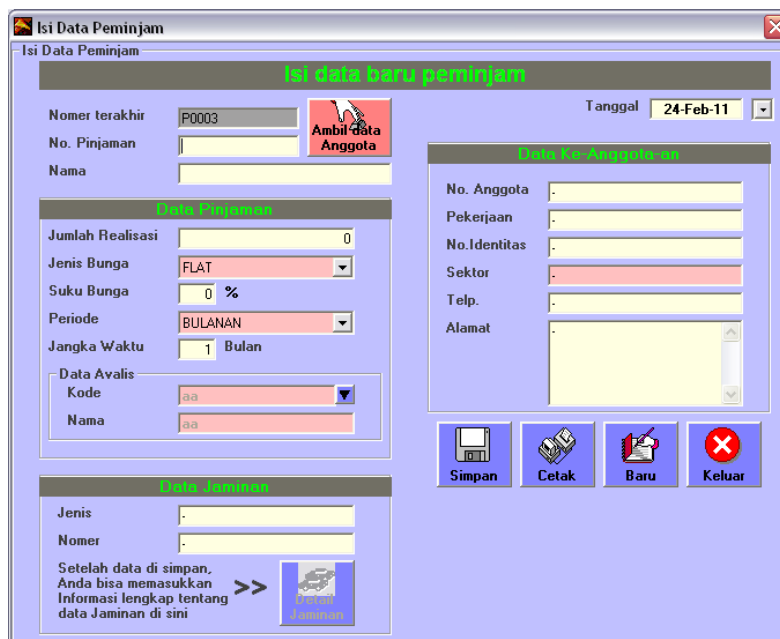 Isi Data Peminjam
Isi Data Peminjam
Isi data baru peminjam
Nomer terakhir P0003
Ambil data
Anggota
No. Pinjaman
Nama
Tanggal 24-Feb-11
Data Pinjaman
Jumlah Realisasi 0
Jenis Bunga FLAT
Suku Bunga 0 %
Periode BULANAN
Jangka Waktu 1 Bulan
Data Avalis
Kode aa
Nama aa
Data Jaminan
Jenis -
Nomer -
Setelah data di simpan,
Anda bisa memasukkan
Informasi lengkap tentang
data Jaminan di sini
>>
Detail
Jaminan
Data Ke-Anggota-an
No. Anggota -
Pekerjaan -
No.Identitas -
Sektor -
Telp. -
Alamat -
Simpan
Cetak
Baru
Keluar